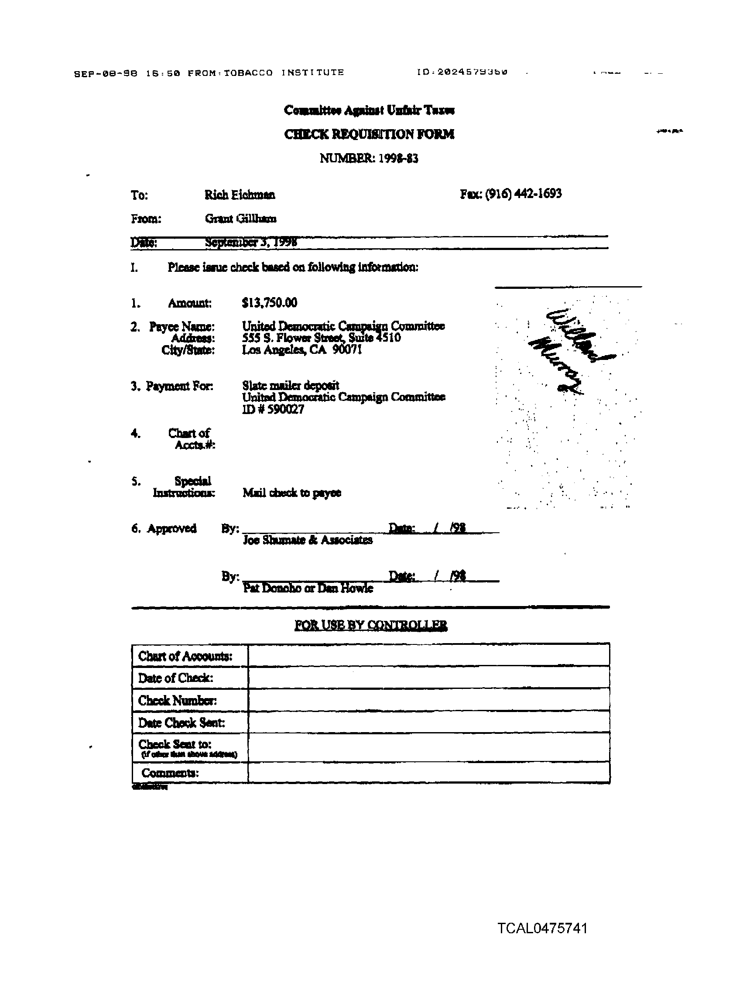 SEP-08-98 16:50 FROM:TOBACCO INSTITUTE ID:2024579350
Committee Against Unfair Taxes
CHECK REQUISITION FORM
NUMBER: 1998-83
To: Rich Eichman Fax: (916) 442-1693
From: Grant Gillham
Date: September 3, 1998
I. Please issue check based on following information:
1. Amount: $13,750.00
2. Payee Name: United Democratic Campaign Committee
Address: 555 S. Flower Street, Suite 4510
City/State: Los Angeles, CA 90071
Willard
Murray
3. Payment For: Slate mailer deposit
United Democratic Campaign Committee
ID # 590027
4. Chart of
Accts.#:
5. Special
Instructions: Mail check to payee
6. Approved By: Date: / /98
Joe Shumate & Associates
By: Date: / /98
Pat Donoho or Dan Howle
FOR USE BY CONTROLLER
Chart of Accounts:
Date of Check:
Check Number:
Date Check Sent:
Check Sent to:
(if other than above address)
Comments:
TCAL0475741